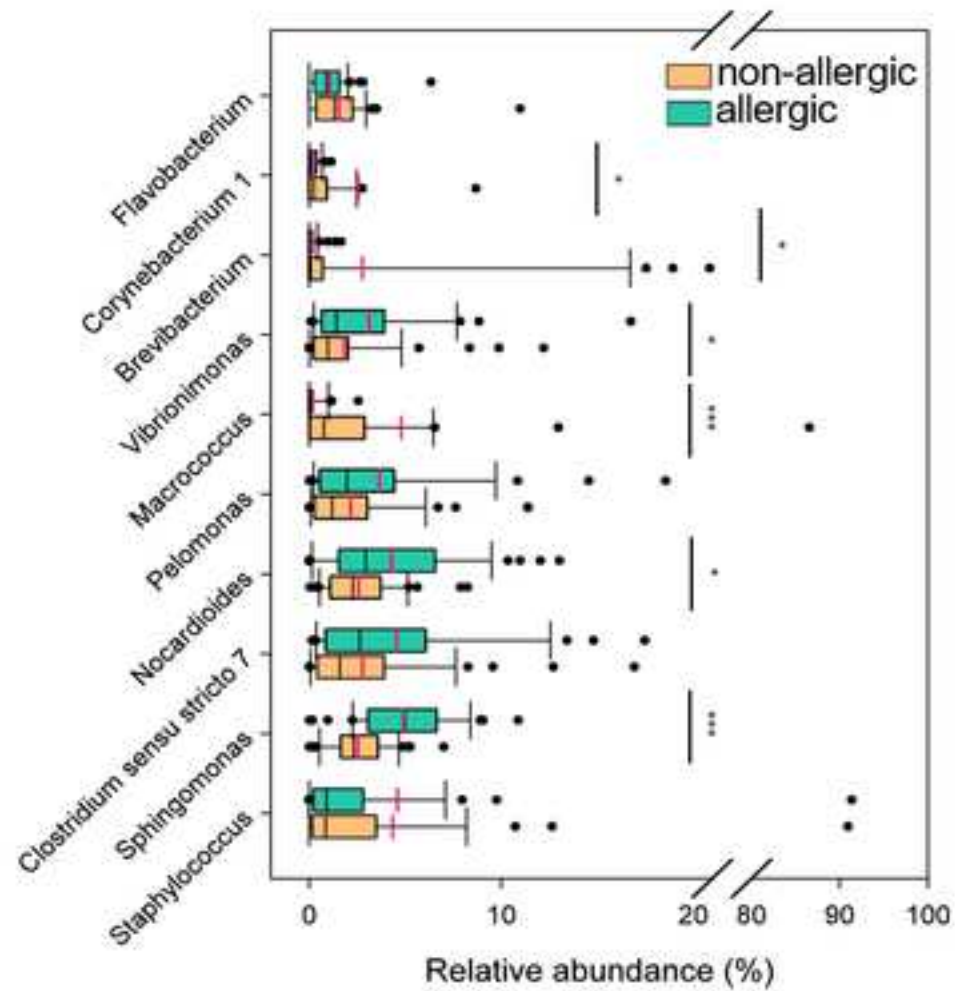 non-allergic
allergic
Flavobacterium
Corynebacterium 1
Brevibacterium
Vibrionimonas
Macrococcus
Pelomonas
Nocardioides
Clostridium sensu stricto 7
Sphingomonas
Staphylococcus
*
*
*
***
*
***
0 10 20 80 90 100
Relative abundance (%)